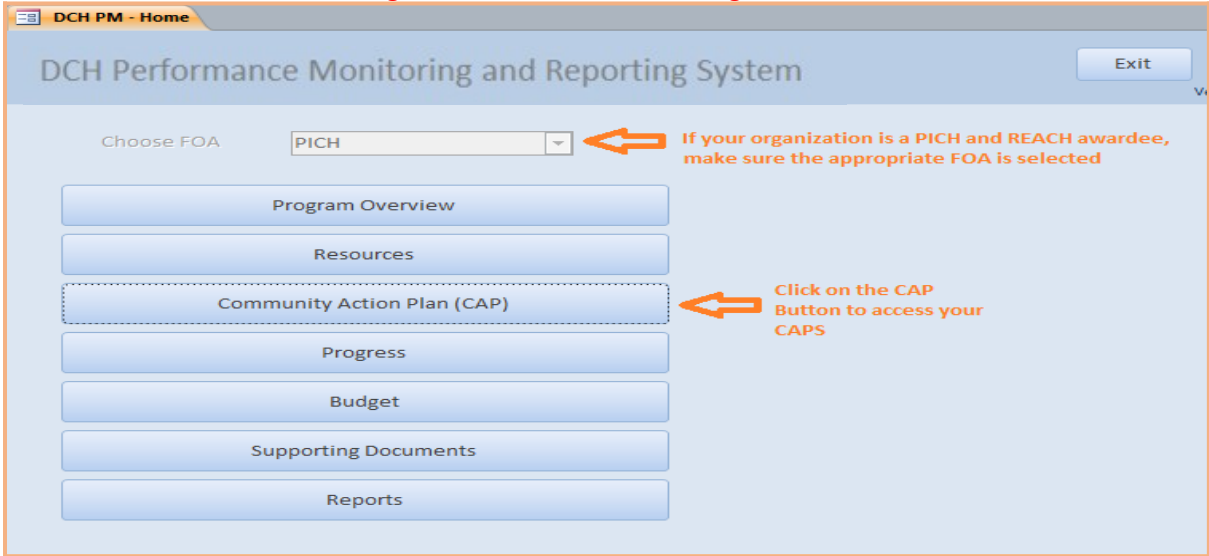 DCH PM - Home
DCH Performance Monitoring and Reporting System
Exit
Choose FOA
PICH
If your organization is a PICH and REACH awardee,
make sure the appropriate FOA is selected
Program Overview
Resources
Community Action Plan (CAP)
Click on the CAP
Button to access your
CAPS
Progress
Budget
Supporting Documents
Reports